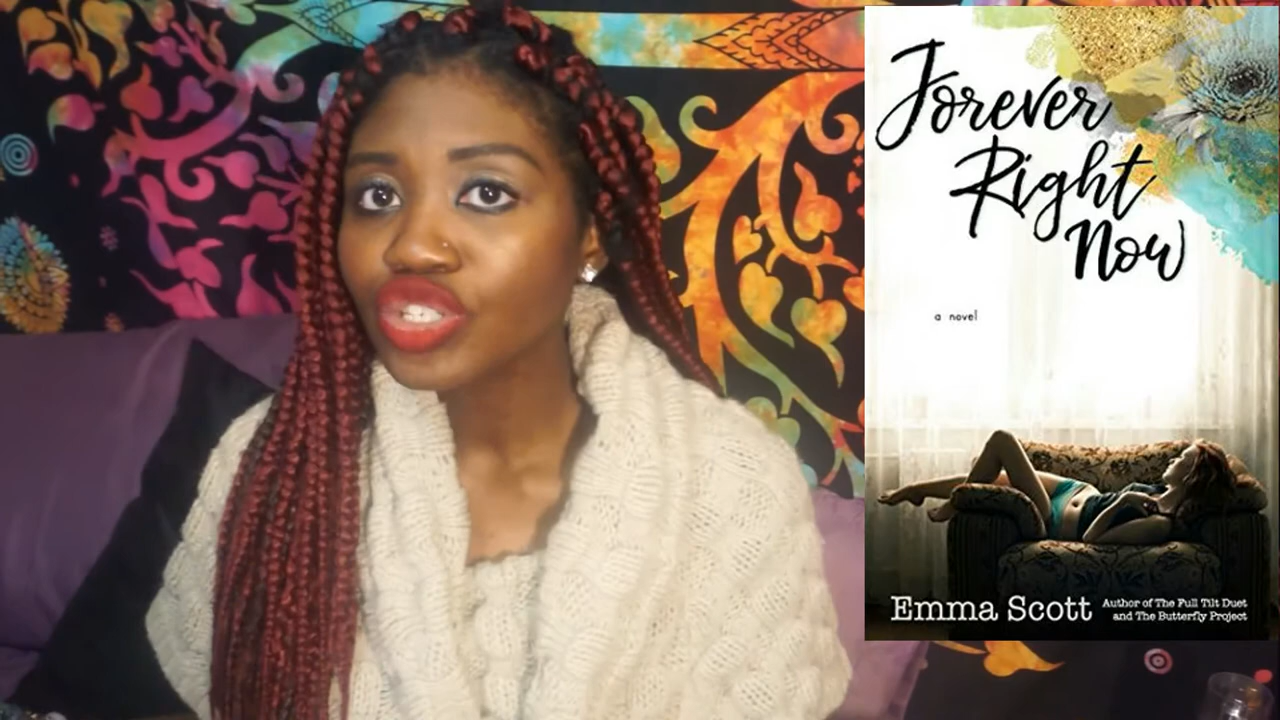 Forever
Right
Now
a novel
Emma Scott
Author of The Full Tilt Duet
and The Butterfly Project